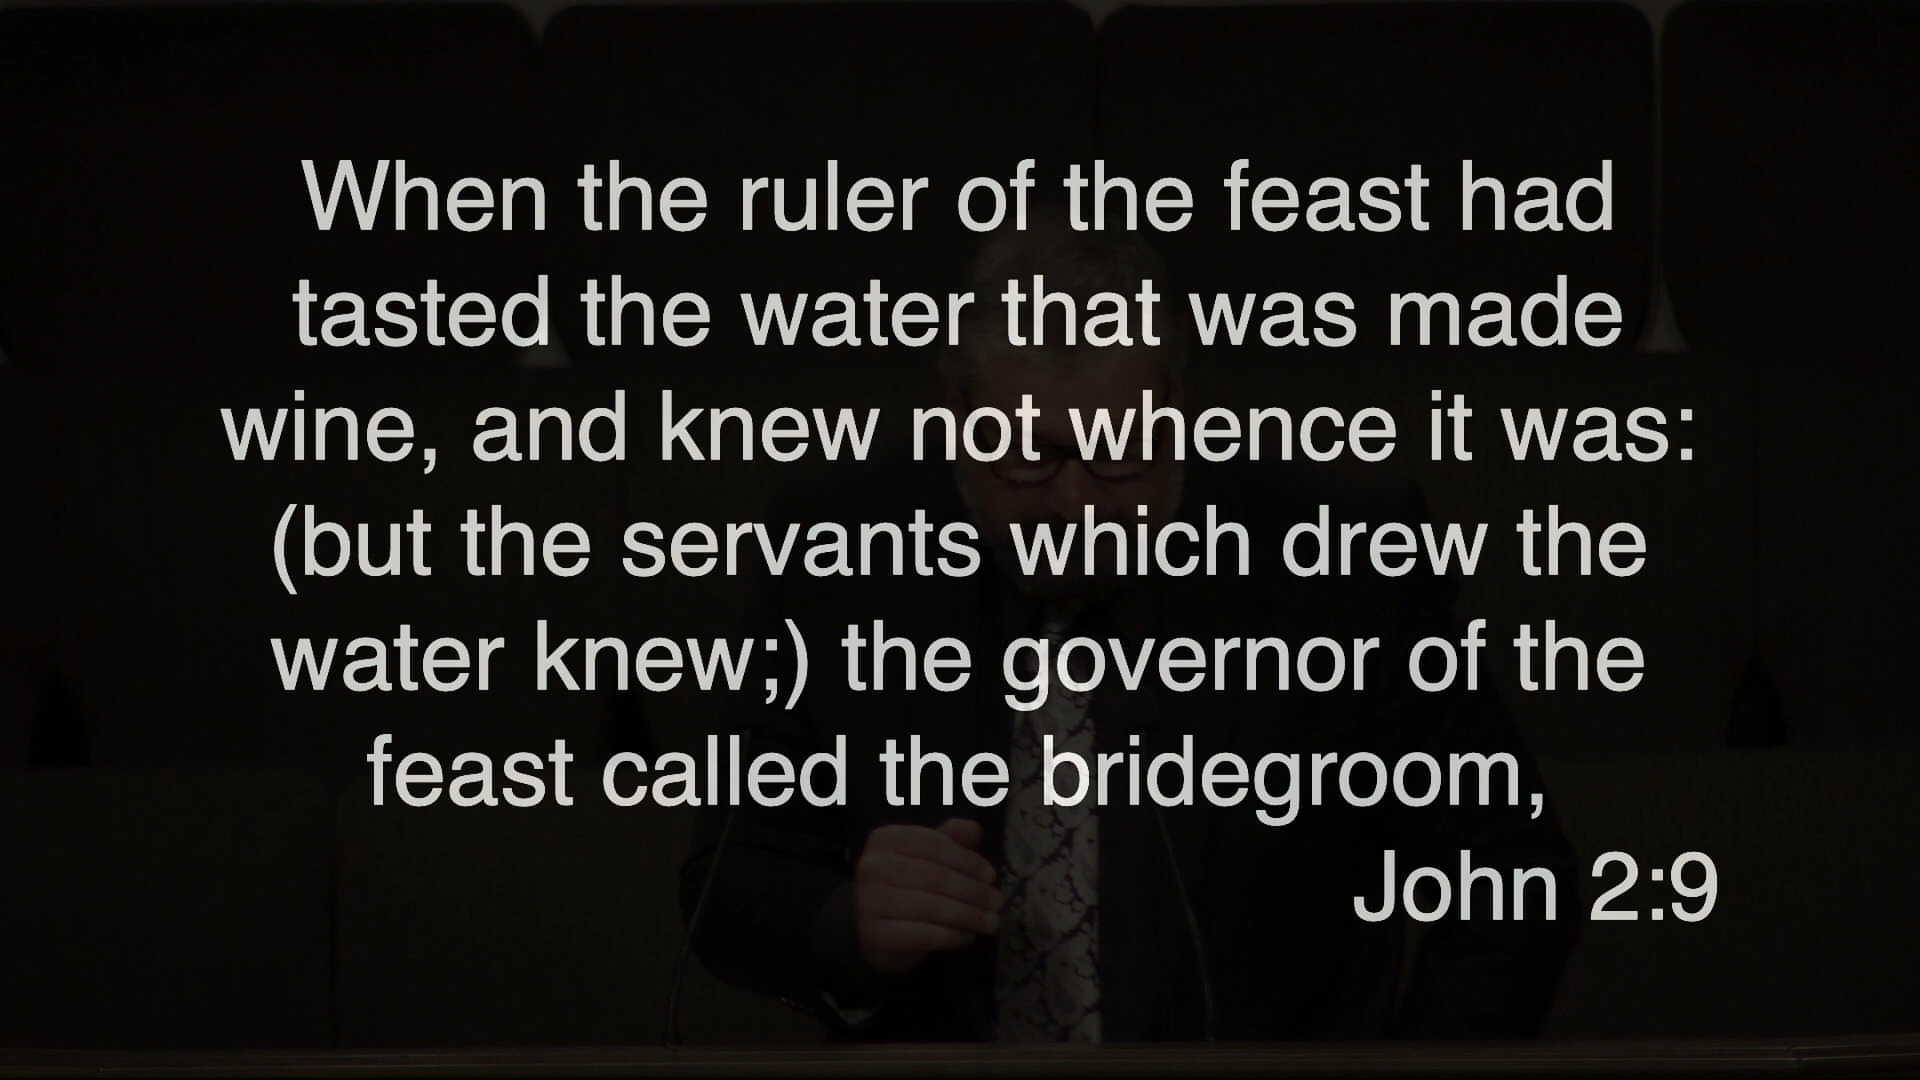 When the ruler of the feast had
tasted the water that was made
wine, and knew not whence it was:
(but the servants which drew the
water knew;) the governor of the
feast called the bridegroom,
John 2:9